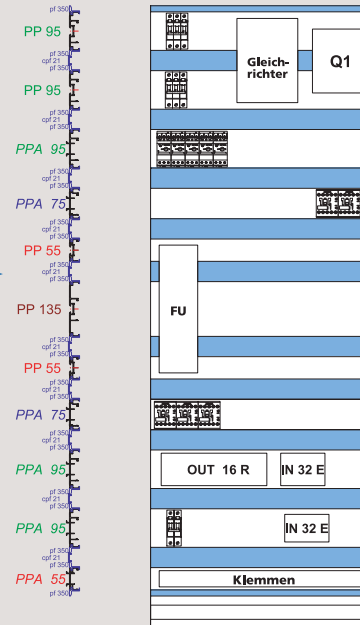 pf 350
PP 95
pf 350
cpf 21
pf 350
PP 95
pf 350
cpf 21
pf 350
PPA 95
pf 350
cpf 21
pf 350
PPA 75
pf 350
cpf 21
pf 350
PP 55
pf 350
cpf 21
pf 350
PP 135
pf 350
cpf 21
pf 350
PP 55
pf 350
cpf 21
pf 350
PPA 75
pf 350
cpf 21
pf 350
PPA 95
pf 350
cpf 21
pf 350
PPA 95
pf 350
cpf 21
pf 350
PPA 55
pf 350
Gleich-
richter
Q1
FU
OUT 16 R
IN 32 E
IN 32 E
Klemmen